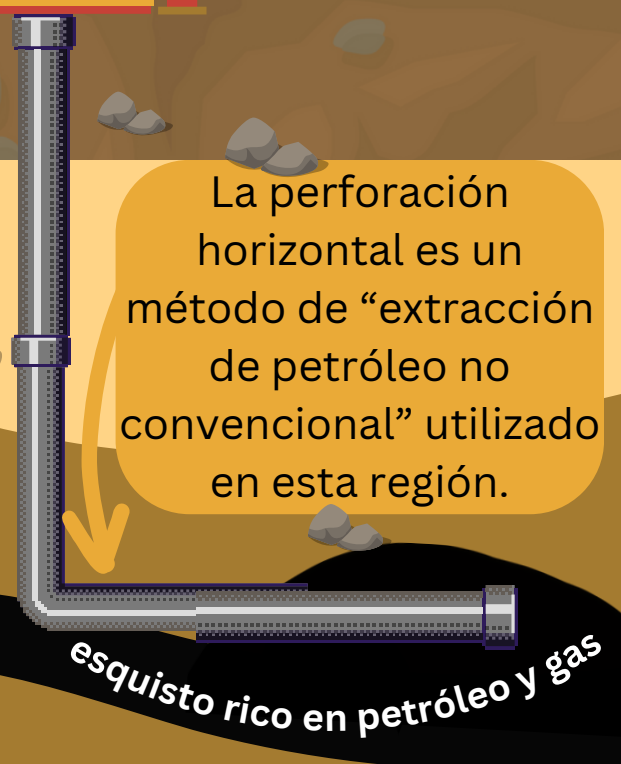 La perforación
horizontal es un
método de “extracción
de petróleo no
convencional” utilizado
en esta región.
esquisto rico en petróleo y gas